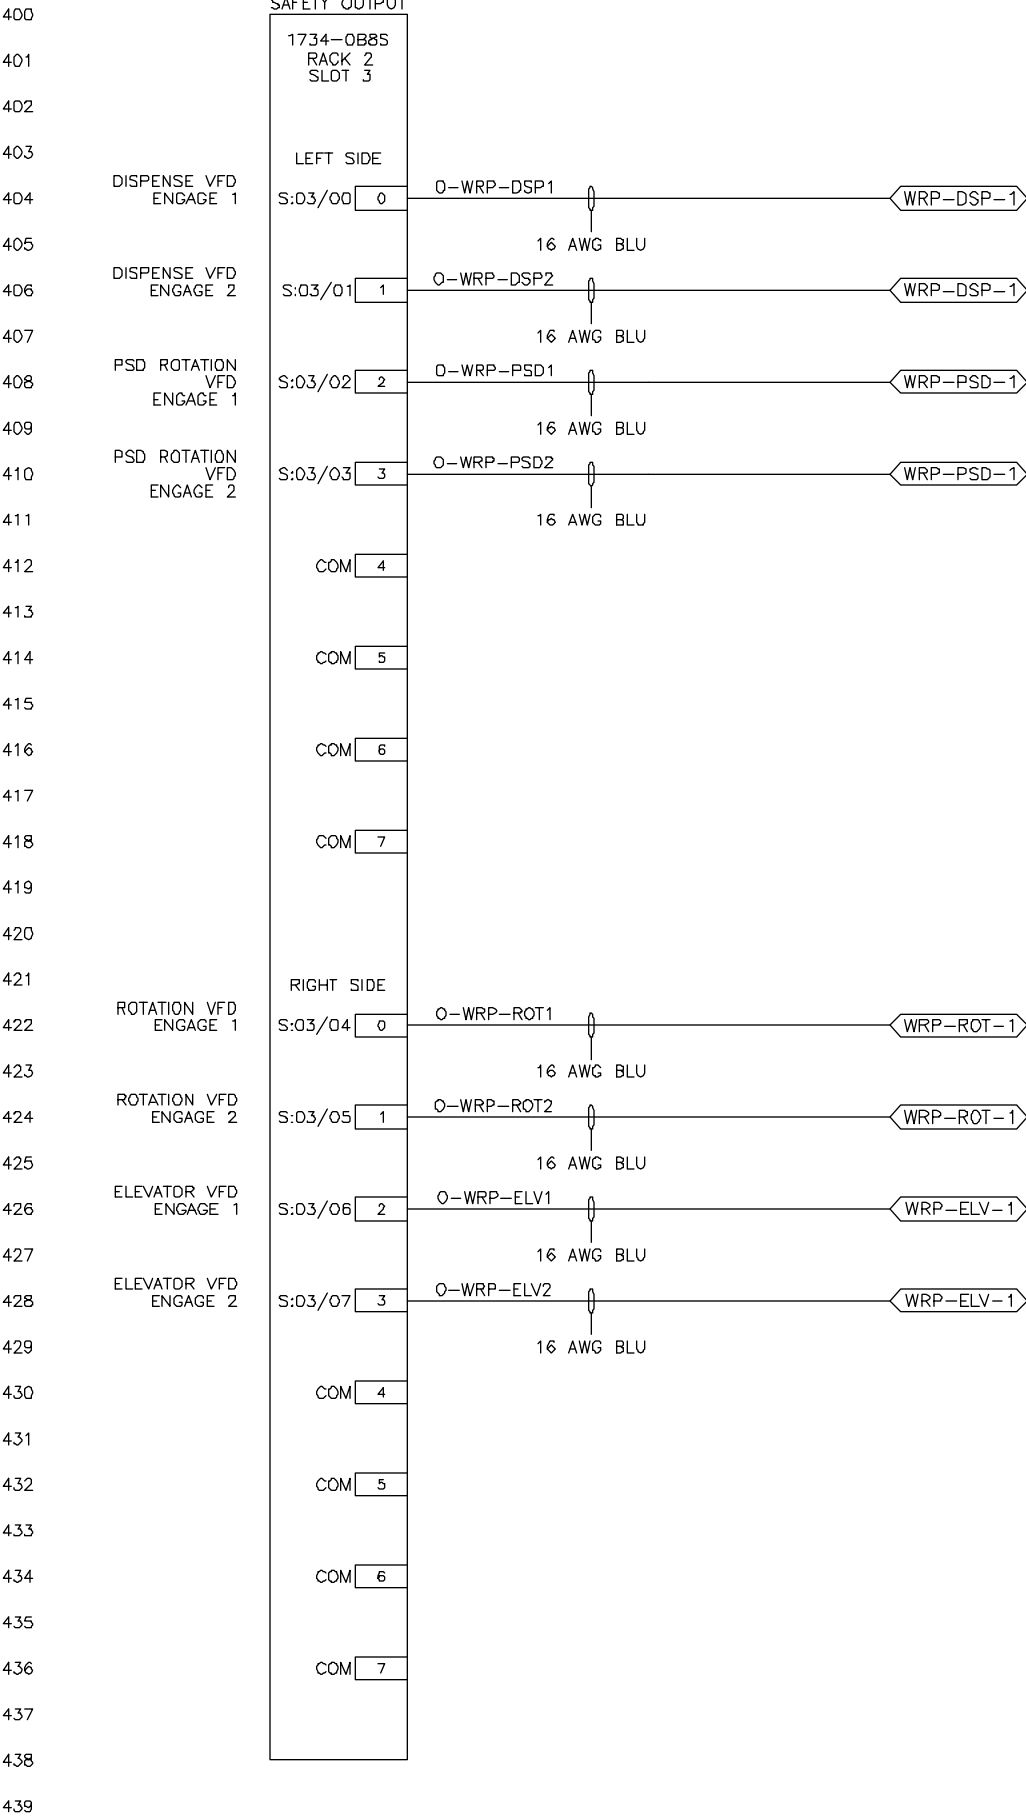 SAFETY OUTPUT
400
1734-OB8S
401
RACK 2
SLOT 3
402
403
LEFT SIDE
DISPENSE VFD
ENGAGE 1
404
S:03/00 0
O-WRP-DSP1
WRP-DSP-1
405
16 AWG BLU
DISPENSE VFD
ENGAGE 2
406
S:03/01 1
O-WRP-DSP2
WRP-DSP-1
407
16 AWG BLU
PSD ROTATION
VFD
ENGAGE 1
408
S:03/02 2
O-WRP-PSD1
WRP-PSD-1
409
16 AWG BLU
PSD ROTATION
VFD
ENGAGE 2
410
S:03/03 3
O-WRP-PSD2
WRP-PSD-1
411
16 AWG BLU
412
COM 4
413
414
COM 5
415
416
COM 6
417
418
COM 7
419
420
421
RIGHT SIDE
ROTATION VFD
ENGAGE 1
422
S:03/04 0
O-WRP-ROT1
WRP-ROT-1
423
16 AWG BLU
ROTATION VFD
ENGAGE 2
424
S:03/05 1
O-WRP-ROT2
WRP-ROT-1
425
16 AWG BLU
ELEVATOR VFD
ENGAGE 1
426
S:03/06 2
O-WRP-ELV1
WRP-ELV-1
427
16 AWG BLU
ELEVATOR VFD
ENGAGE 2
428
S:03/07 3
O-WRP-ELV2
WRP-ELV-1
429
16 AWG BLU
430
COM 4
431
432
COM 5
433
434
COM 6
435
436
COM 7
437
438
439